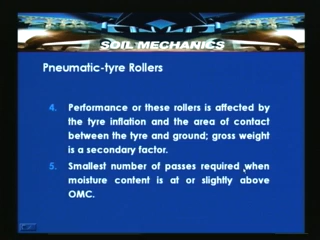 SOIL MECHANICS
Pneumatic-tyre Rollers
4. Performance or these rollers is affected by
the tyre inflation and the area of contact
between the tyre and ground; gross weight
is a secondary factor.
5. Smallest number of passes required when
moisture content is at or slightly above
OMC.